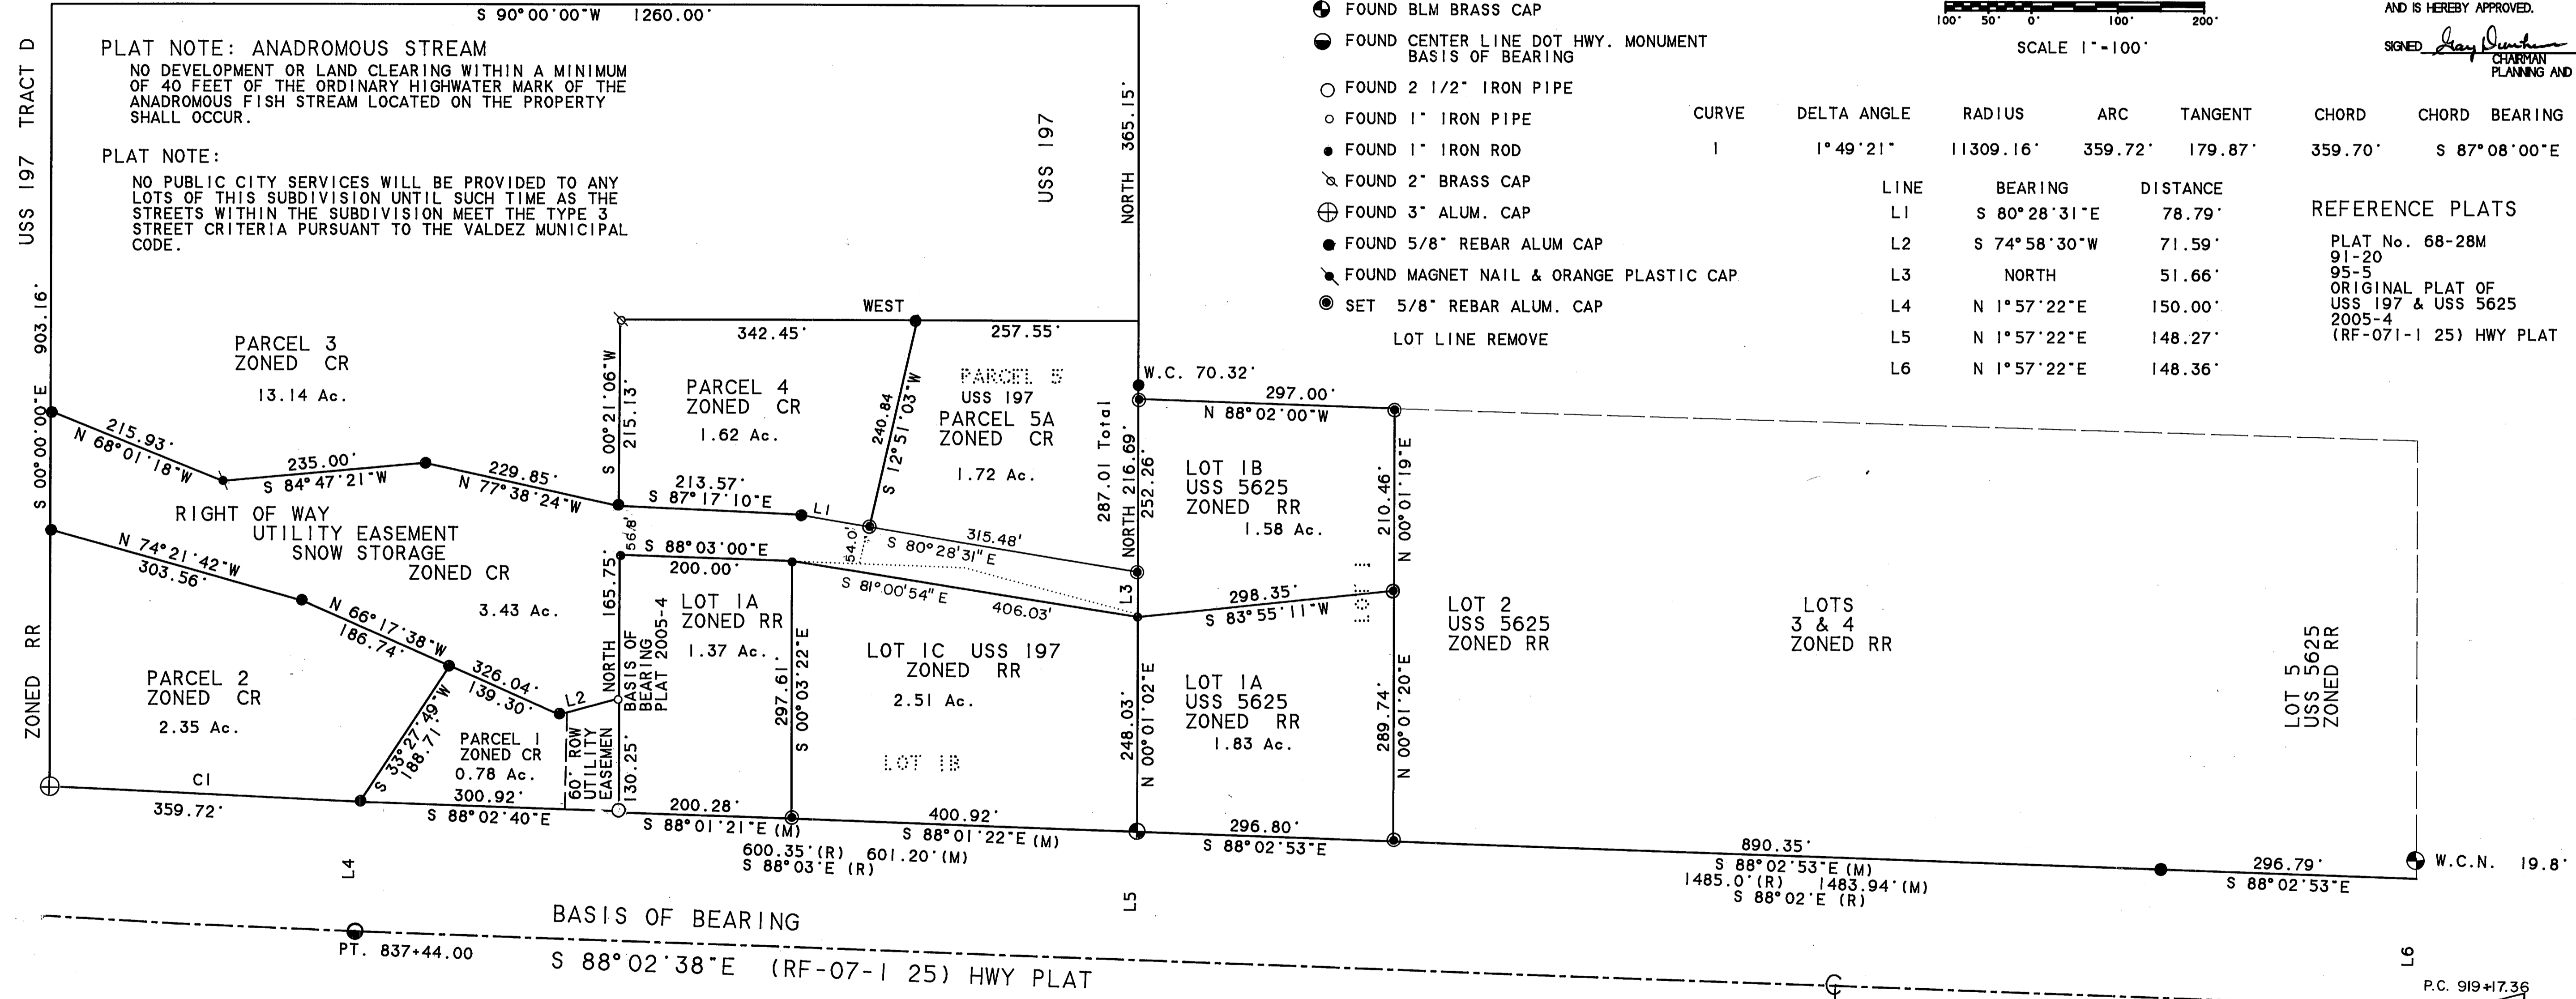 S 90°00'00"W 1260.00'
USS 197 TRACT D
S 00°00'00"E 903.16'
ZONED RR
PLAT NOTE: ANADROMOUS STREAM
NO DEVELOPMENT OR LAND CLEARING WITHIN A MINIMUM
OF 40 FEET OF THE ORDINARY HIGHWATER MARK OF THE
ANADROMOUS FISH STREAM LOCATED ON THE PROPERTY
SHALL OCCUR.
PLAT NOTE:
NO PUBLIC CITY SERVICES WILL BE PROVIDED TO ANY
LOTS OF THIS SUBDIVISION UNTIL SUCH TIME AS THE
STREETS WITHIN THE SUBDIVISION MEET THE TYPE 3
STREET CRITERIA PURSUANT TO THE VALDEZ MUNICIPAL
CODE.
USS 197
NORTH 365.15'
FOUND BLM BRASS CAP
FOUND CENTER LINE DOT HWY. MONUMENT
BASIS OF BEARING
FOUND 2 1/2" IRON PIPE
FOUND 1" IRON PIPE
FOUND 1" IRON ROD
FOUND 2" BRASS CAP
FOUND 3" ALUM. CAP
FOUND 5/8" REBAR ALUM CAP
FOUND MAGNET NAIL & ORANGE PLASTIC CAP
SET 5/8" REBAR ALUM. CAP
LOT LINE REMOVE
100' 50' 0' 100' 200'
SCALE 1"-100'
AND IS HEREBY APPROVED.
SIGNED
CHAIRMAN
PLANNING AND
CURVE DELTA ANGLE RADIUS ARC TANGENT CHORD CHORD BEARING
1 1°49'21" 11309.16' 359.72' 179.87' 359.70' S 87°08'00"E
LINE BEARING DISTANCE
L1 S 80°28'31"E 78.79'
L2 S 74°58'30"W 71.59'
L3 NORTH 51.66'
L4 N 1°57'22"E 150.00'
L5 N 1°57'22"E 148.27'
L6 N 1°57'22"E 148.36'
REFERENCE PLATS
PLAT No. 68-28M
91-20
95-5
ORIGINAL PLAT OF
USS 197 & USS 5625
2005-4
(RF-071-1 25) HWY PLAT
PARCEL 3
ZONED CR
13.14 Ac.
WEST
342.45' 257.55'
S 00°21'06"W
215.13'
PARCEL 4
ZONED CR
1.62 Ac.
240.84
S 12°51'03"W
PARCEL 5
USS 197
PARCEL 5A
ZONED CR
1.72 Ac.
W.C. 70.32'
297.00'
N 88°02'00"W
287.01 Total
NORTH 216.69'
252.26'
LOT 1B
USS 5625
ZONED RR
1.58 Ac.
210.46'
N 00°10'19"E
215.93'
N 68°01'18"W
235.00'
S 84°47'21"W
229.85'
N 77°38'24"W
213.57'
S 87°17'10"E
L1
315.48'
S 80°28'31" E
54.0'
56.8'
RIGHT OF WAY
UTILITY EASEMENT
SNOW STORAGE
ZONED CR
3.43 Ac.
N 74°21'42"W
303.56'
N 66°17'38"W
186.74'
326.04'
139.30'
L2
S 88°03'00"E
200.00'
S 81°00'54" E
406.03'
L3
298.35'
S 83°55'11"W
LOT 1
NORTH 165.75'
BASIS OF
BEARING
PLAT 2005-4
LOT 1A
ZONED RR
1.37 Ac.
297.61'
S 00°03'22"E
LOT 1C USS 197
ZONED RR
2.51 Ac.
LOT 1B
248.03'
N 00°01'02"E
LOT 1A
USS 5625
ZONED RR
1.83 Ac.
289.74'
N 00°10'20"E
LOT 2
USS 5625
ZONED RR
LOTS
3 & 4
ZONED RR
LOT 5
USS 5625
ZONED RR
PARCEL 2
ZONED CR
2.35 Ac.
S 33°27'49"W
188.71'
PARCEL 1
ZONED CR
0.78 Ac.
60' ROW
UTILITY
EASEMEN
130.25'
C1
359.72'
300.92'
S 88°02'40"E
200.28'
S 88°01'21"E (M)
400.92'
S 88°01'22"E (M)
600.35'(R) 601.20'(M)
S 88°03'E (R)
296.80'
S 88°02'53"E
890.35'
S 88°02'53"E (M)
1485.0'(R) 1483.94'(M)
S 88°02'E (R)
296.79'
S 88°02'53"E
W.C.N. 19.8'
L4
L5
L6
BASIS OF BEARING
PT. 837+44.00
S 88°02'38"E (RF-07-1 25) HWY PLAT
P.C. 919+17.36